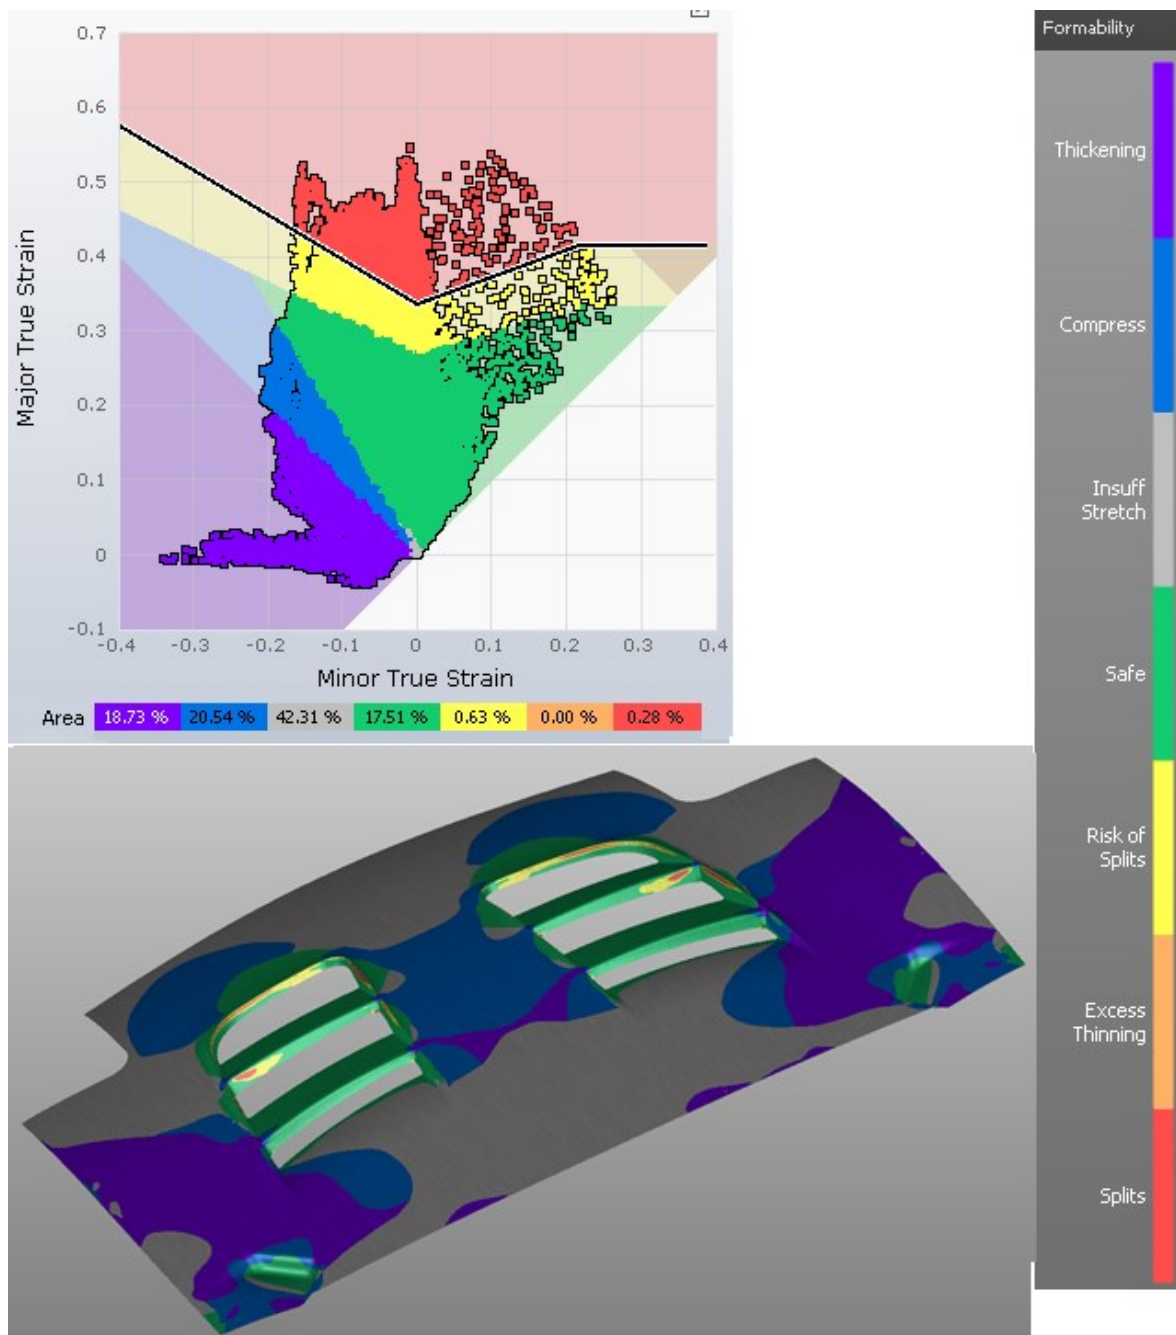 Formability
0.7
0.6
0.5
0.4
0.3
0.2
0.1
0
-0.1
Major True Strain
-0.4
-0.3
-0.2
-0.1
0
0.1
0.2
0.3
0.4
Minor True Strain
Area 18.73 % 20.54 % 42.31 % 17.51 % 0.63 % 0.00 % 0.28 %
Thickening
Compress
Insuff
Stretch
Safe
Risk of
Splits
Excess
Thinning
Splits